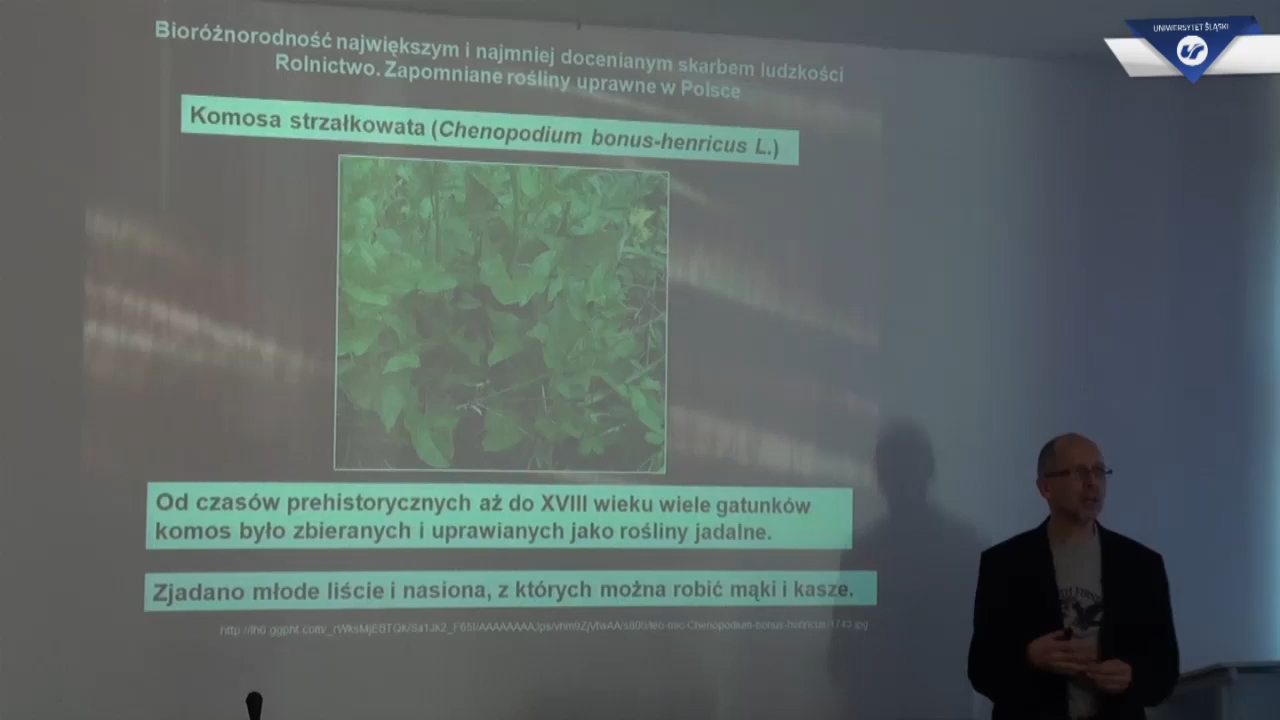 UNIWERSYTET ŚLĄSKI
Bioróżnorodność największym i najmniej docenianym skarbem ludzkości
Rolnictwo. Zapomniane rośliny uprawne w Polsce
Komosa strzałkowata (Chenopodium bonus-henricus L.)
Od czasów prehistorycznych aż do XVIII wieku wiele gatunków
komos było zbieranych i uprawianych jako rośliny jadalne.
Zjadano młode liście i nasiona, z których można robić mąki i kasze.